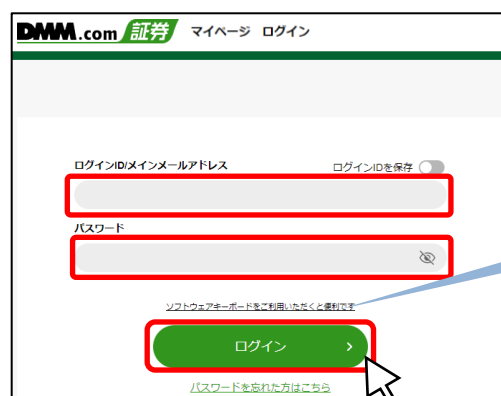 DMM.com 証券 マイページ ログイン
ログインID/メインメールアドレス ログインIDを保存
パスワード
ソフトウェアキーボードをご利用いただくと便利です
ログイン
パスワードを忘れた方はこちら